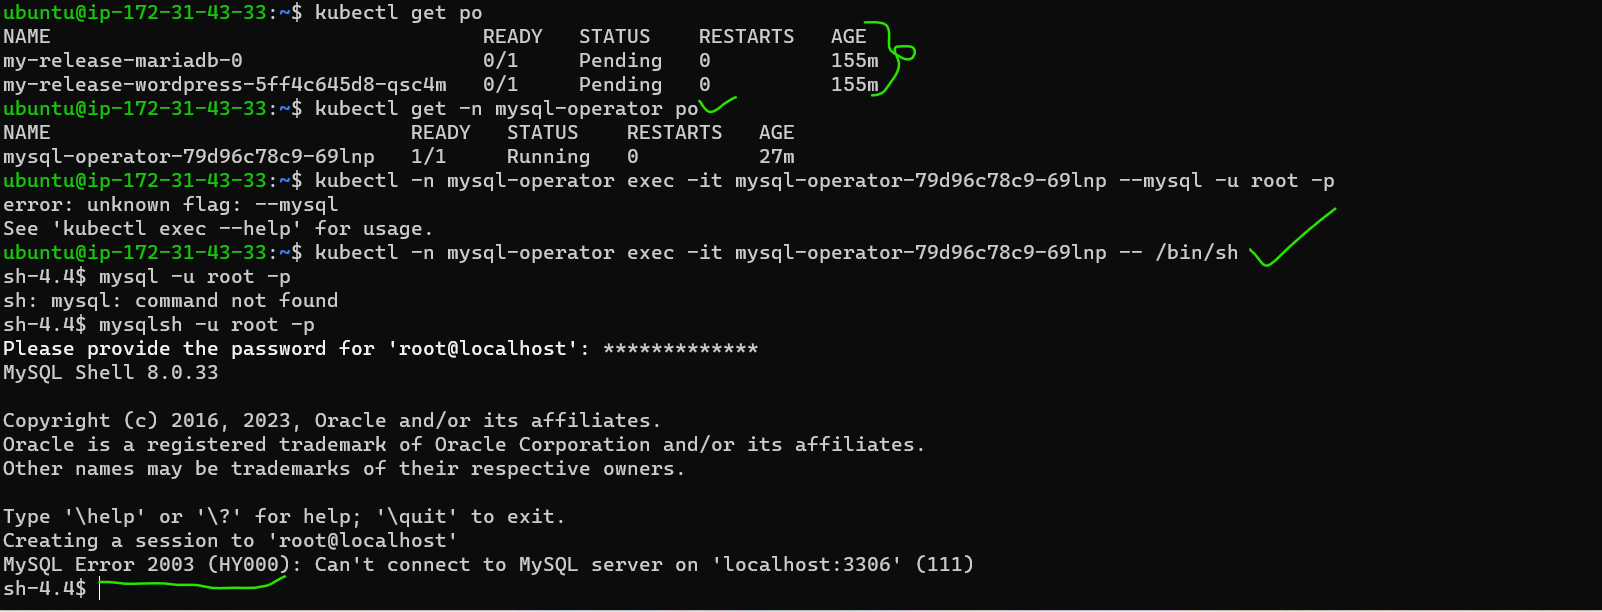 ubuntu@ip-172-31-43-33:~$ kubectl get po
NAME READY STATUS RESTARTS AGE
my-release-mariadb-0 0/1 Pending 0 155m
my-release-wordpress-5ff4c645d8-qsc4m 0/1 Pending 0 155m
ubuntu@ip-172-31-43-33:~$ kubectl get -n mysql-operator po
NAME READY STATUS RESTARTS AGE
mysql-operator-79d96c78c9-69lnp 1/1 Running 0 27m
ubuntu@ip-172-31-43-33:~$ kubectl -n mysql-operator exec -it mysql-operator-79d96c78c9-69lnp --mysql -u root -p
error: unknown flag: --mysql
See 'kubectl exec --help' for usage.
ubuntu@ip-172-31-43-33:~$ kubectl -n mysql-operator exec -it mysql-operator-79d96c78c9-69lnp -- /bin/sh
sh-4.4$ mysql -u root -p
sh: mysql: command not found
sh-4.4$ mysqlsh -u root -p
Please provide the password for 'root@localhost': *************
MySQL Shell 8.0.33
Copyright (c) 2016, 2023, Oracle and/or its affiliates.
Oracle is a registered trademark of Oracle Corporation and/or its affiliates.
Other names may be trademarks of their respective owners.
Type '\help' or '\?' for help; '\quit' to exit.
Creating a session to 'root@localhost'
MySQL Error 2003 (HY000): Can't connect to MySQL server on 'localhost:3306' (111)
sh-4.4$